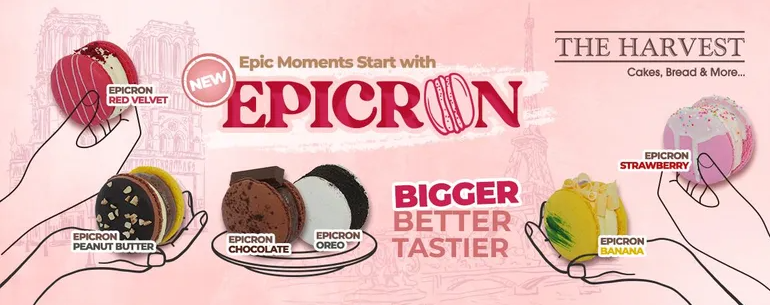 Epic Moments Start with
NEW
EPICRON
THE HARVEST
Cakes, Bread & More...
EPICRON
RED VELVET
EPICRON
PEANUT BUTTER
EPICRON
CHOCOLATE
EPICRON
OREO
BIGGER
BETTER
TASTIER
EPICRON
BANANA
EPICRON
STRAWBERRY